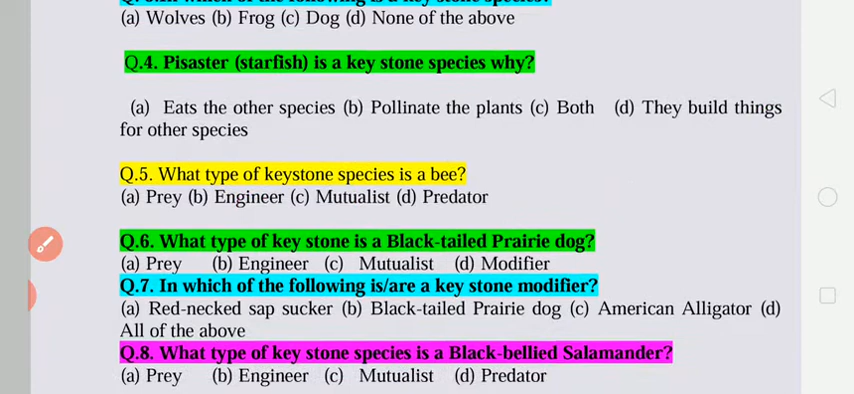 (a) Wolves (b) Frog (c) Dog (d) None of the above
Q.4. Pisaster (starfish) is a key stone species why?
(a) Eats the other species (b) Pollinate the plants (c) Both (d) They build things
for other species
Q.5. What type of keystone species is a bee?
(a) Prey (b) Engineer (c) Mutualist (d) Predator
Q.6. What type of key stone is a Black-tailed Prairie dog?
(a) Prey (b) Engineer (c) Mutualist (d) Modifier
Q.7. In which of the following is/are a key stone modifier?
(a) Red-necked sap sucker (b) Black-tailed Prairie dog (c) American Alligator (d)
All of the above
Q.8. What type of key stone species is a Black-bellied Salamander?
(a) Prey (b) Engineer (c) Mutualist (d) Predator